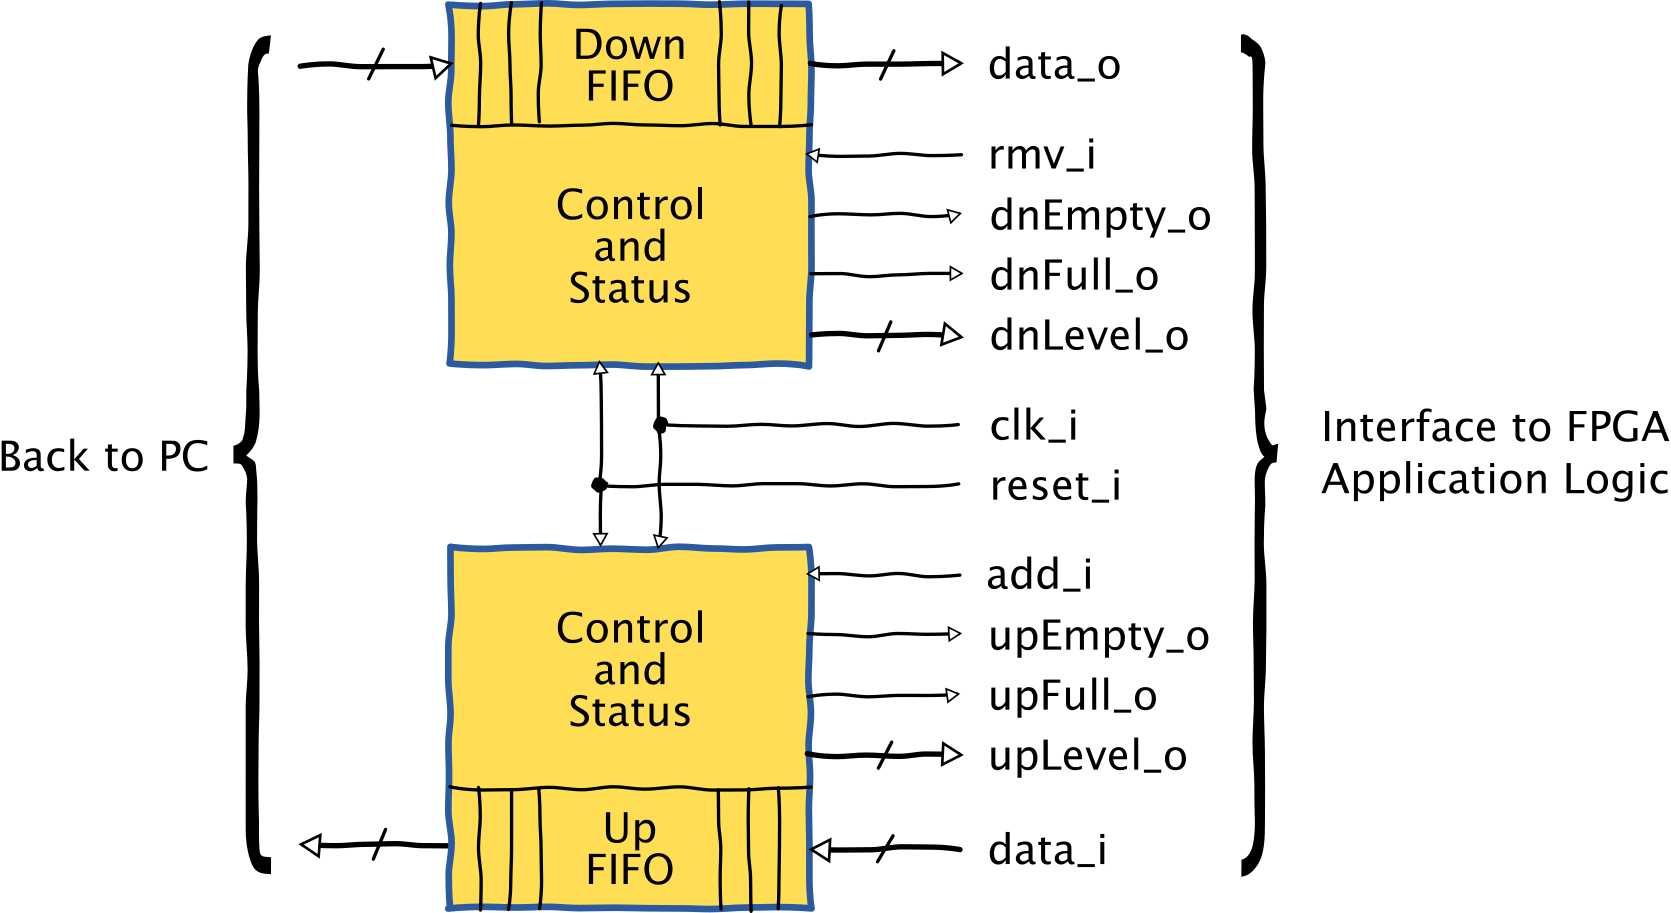 Down
FIFO
data_o
rmv_i
Control
and
Status
dnEmpty_o
dnFull_o
dnLevel_o
clk_i
reset_i
Back to PC
Interface to FPGA
Application Logic
add_i
Control
and
Status
upEmpty_o
upFull_o
upLevel_o
Up
FIFO
data_i